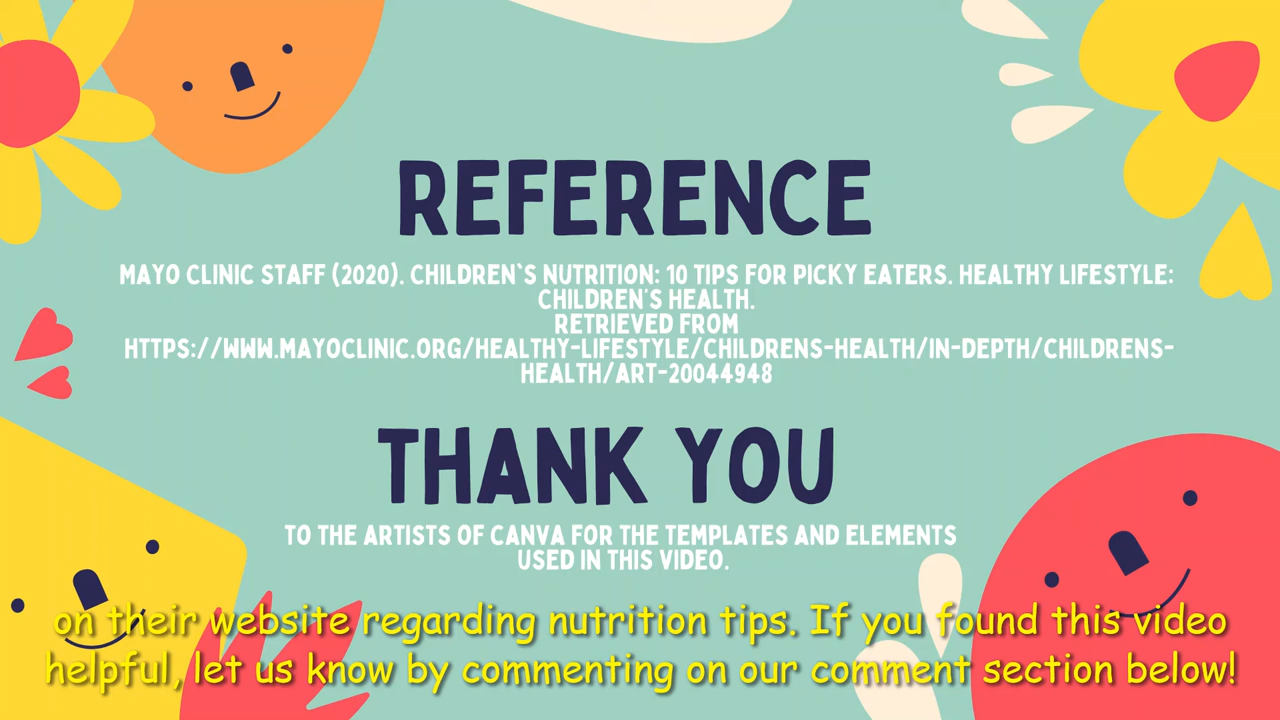 REFERENCE
MAYO CLINIC STAFF (2020). CHILDREN`S NUTRITION: 10 TIPS FOR PICKY EATERS. HEALTHY LIFESTYLE:
CHILDREN'S HEALTH.
RETRIEVED FROM
HTTPS://WWW.MAYOCLINIC.ORG/HEALTHY-LIFESTYLE/CHILDRENS-HEALTH/IN-DEPTH/CHILDRENS-
HEALTH/ART-20044948
THANK YOU
TO THE ARTISTS OF CANVA FOR THE TEMPLATES AND ELEMENTS
USED IN THIS VIDEO.
on their website regarding nutrition tips. If you found this video
helpful, let us know by commenting on our comment section below!